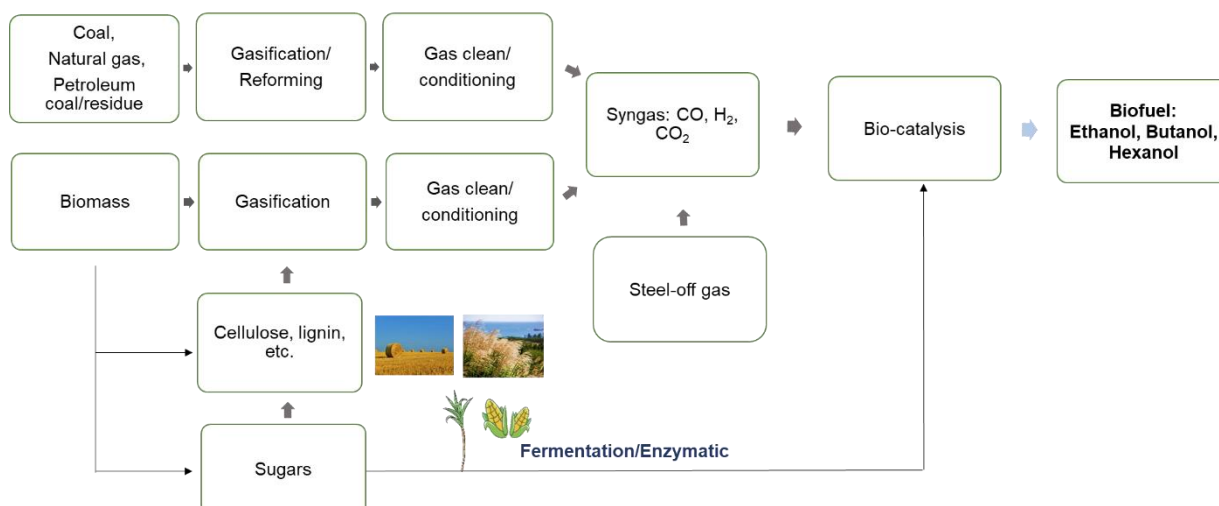 Coal,
Natural gas,
Petroleum
coal/residue
Gasification/
Reforming
Gas clean/
conditioning
Syngas: CO, H₂,
CO₂
Bio-catalysis
Biofuel:
Ethanol, Butanol,
Hexanol
Biomass
Gasification
Gas clean/
conditioning
Steel-off gas
Cellulose, lignin,
etc.
Fermentation/Enzymatic
Sugars